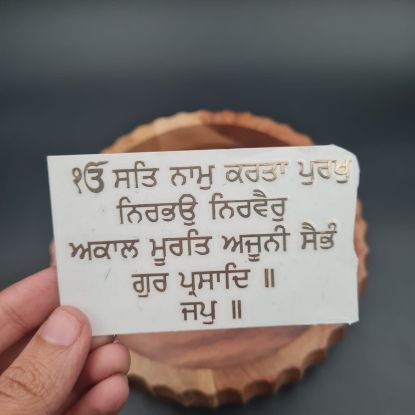 ੴ ਸਤਿ ਨਾਮੁ ਕਰਤਾ ਪੁਰਖੁ
ਨਿਰਭਉ ਨਿਰਵੈਰੁ
ਅਕਾਲ ਮੂਰਤਿ ਅਜੂਨੀ ਸੈਭੰ
ਗੁਰ ਪ੍ਰਸਾਦਿ ॥
ਜਪੁ ॥